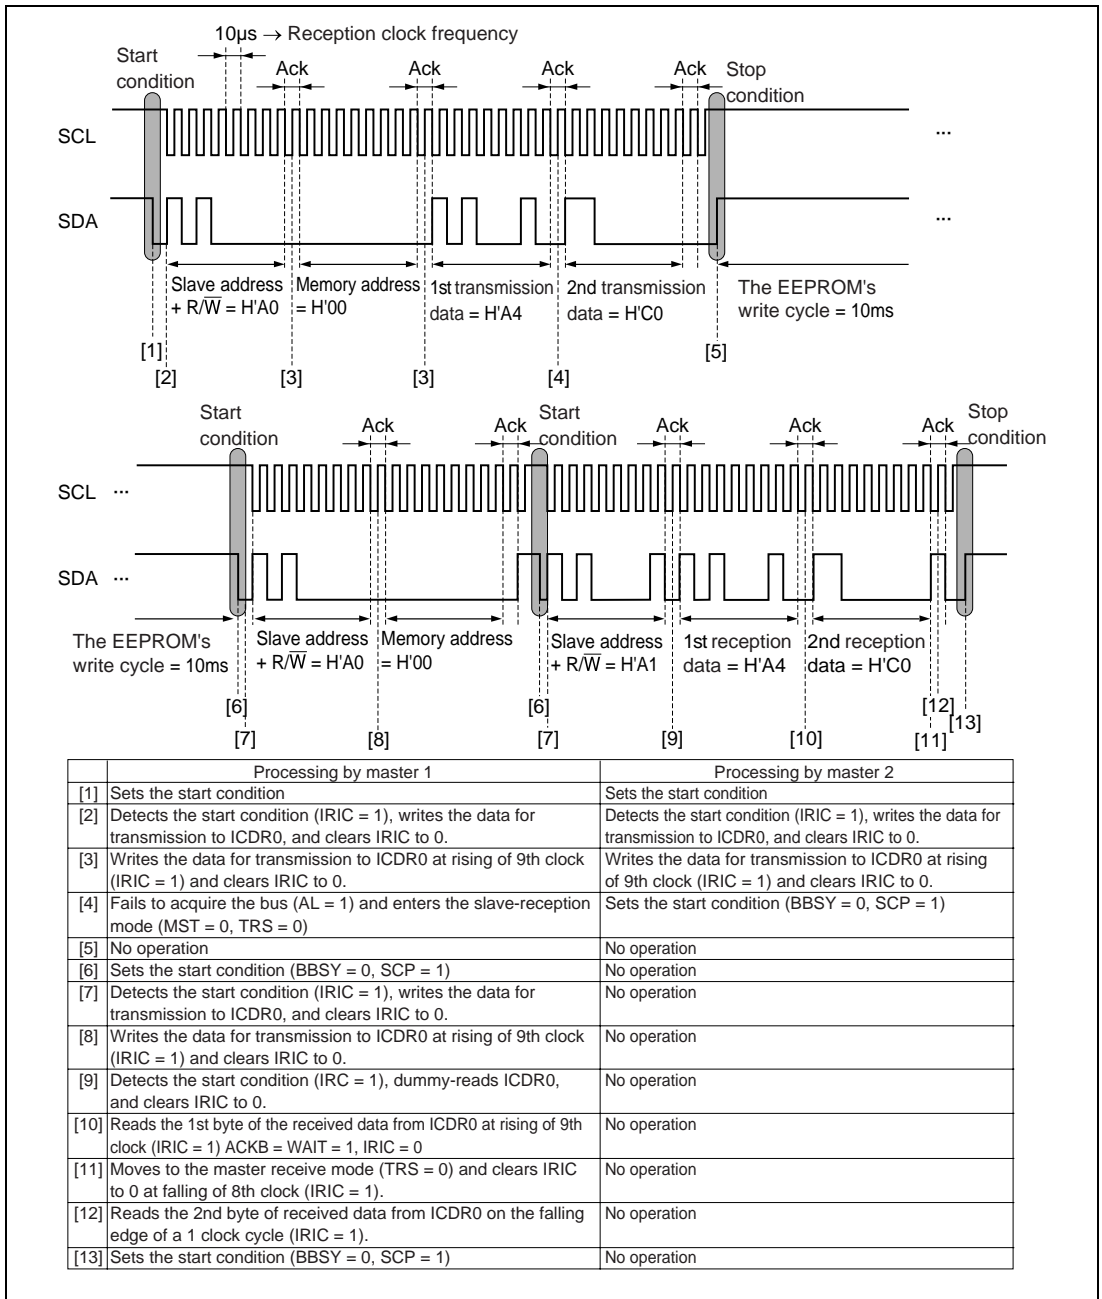 10µs → Reception clock frequency
Start
condition
Ack
Ack
Ack
Ack
Stop
condition
SCL
...
SDA
...
Slave address
+ R/W̅ = H'A0
Memory address
= H'00
1st transmission
data = H'A4
2nd transmission
data = H'C0
The EEPROM's
write cycle = 10ms
[1]
[5]
[2]
[3]
[3]
[4]
Start
condition
Ack
Ack
Start
condition
Ack
Ack
Ack
Stop
condition
SCL ...
SDA ...
The EEPROM's
write cycle = 10ms
Slave address
+ R/W̅ = H'A0
Memory address
= H'00
Slave address
+ R/W̅ = H'A1
1st reception
data = H'A4
2nd reception
data = H'C0
[6]
[6]
[12]
[13]
[7]
[8]
[7]
[9]
[10]
[11]
Processing by master 1 Processing by master 2
[1] Sets the start condition Sets the start condition
[2] Detects the start condition (IRIC = 1), writes the data for Detects the start condition (IRIC = 1), writes the data for
transmission to ICDR0, and clears IRIC to 0. transmission to ICDR0, and clears IRIC to 0.
[3] Writes the data for transmission to ICDR0 at rising of 9th clock Writes the data for transmission to ICDR0 at rising
(IRIC = 1) and clears IRIC to 0. of 9th clock (IRIC = 1) and clears IRIC to 0.
[4] Fails to acquire the bus (AL = 1) and enters the slave-reception Sets the start condition (BBSY = 0, SCP = 1)
mode (MST = 0, TRS = 0)
[5] No operation No operation
[6] Sets the start condition (BBSY = 0, SCP = 1) No operation
[7] Detects the start condition (IRIC = 1), writes the data for No operation
transmission to ICDR0, and clears IRIC to 0.
[8] Writes the data for transmission to ICDR0 at rising of 9th clock No operation
(IRIC = 1) and clears IRIC to 0.
[9] Detects the start condition (IRC = 1), dummy-reads ICDR0, No operation
and clears IRIC to 0.
[10] Reads the 1st byte of the received data from ICDR0 at rising of 9th No operation
clock (IRIC = 1) ACKB = WAIT = 1, IRIC = 0
[11] Moves to the master receive mode (TRS = 0) and clears IRIC No operation
to 0 at falling of 8th clock (IRIC = 1).
[12] Reads the 2nd byte of received data from ICDR0 on the falling No operation
edge of a 1 clock cycle (IRIC = 1).
[13] Sets the start condition (BBSY = 0, SCP = 1) No operation